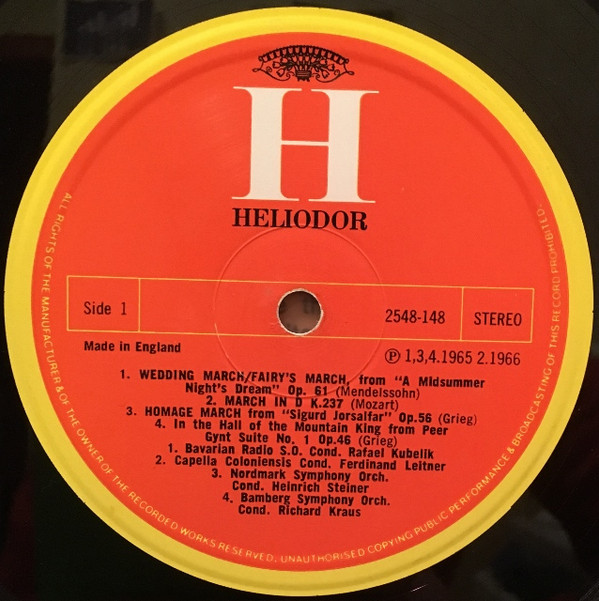 H
HELIODOR
Side 1
2548-148
STEREO
Made in England
Ⓟ 1,3,4.1965 2.1966
1. WEDDING MARCH/FAIRY'S MARCH, from "A Midsummer
Night's Dream" Op. 61 (Mendelssohn)
2. MARCH IN D K.237 (Mozart)
3. HOMAGE MARCH from "Sigurd Jorsalfar" Op.56 (Grieg)
4. In the Hall of the Mountain King from Peer
Gynt Suite No. 1 Op.46 (Grieg)
1. Bavarian Radio S.O. Cond. Rafael Kubelik
2. Capella Coloniensis Cond. Ferdinand Leitner
3. Nordmark Symphony Orch.
Cond. Heinrich Steiner
4. Bamberg Symphony Orch.
Cond. Richard Kraus
ALL RIGHTS OF THE MANUFACTURER & OF THE OWNER OF THE RECORDED WORKS RESERVED. UNAUTHORISED COPYING PUBLIC PERFORMANCE & BROADCASTING OF THIS RECORD PROHIBITED.